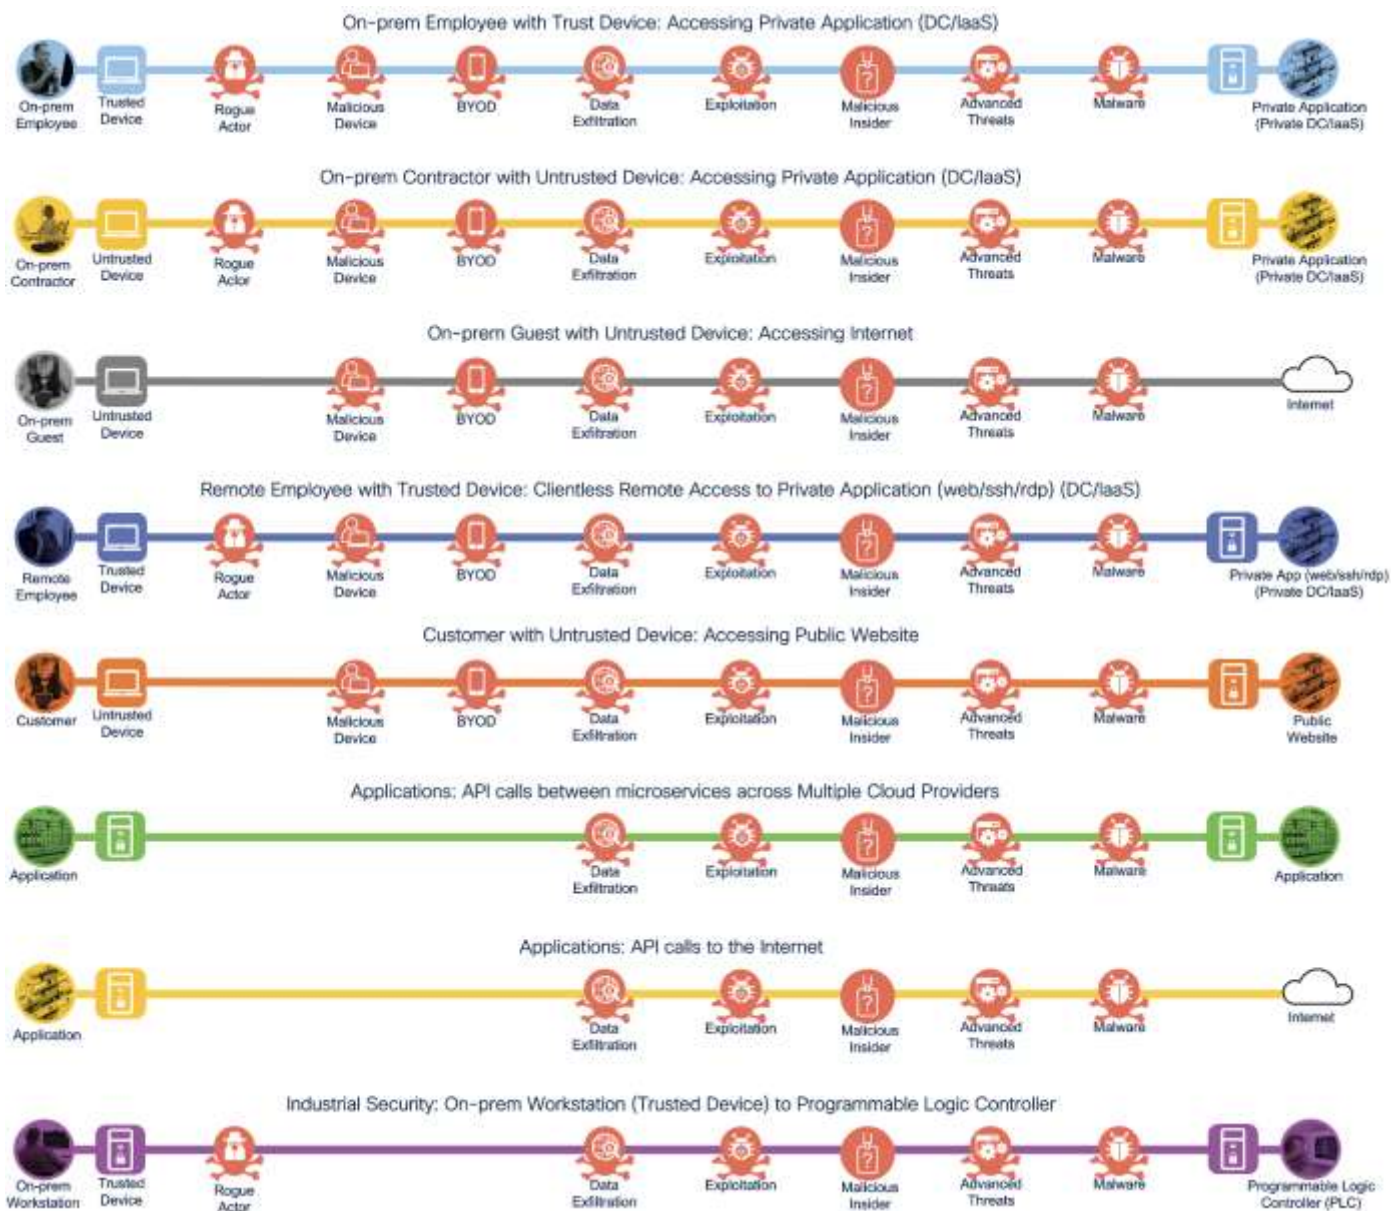 On-prem Employee with Trust Device: Accessing Private Application (DC/IaaS)
On-prem Employee
Trusted Device
Rogue Actor
Malicious Device
BYOD
Data Exfiltration
Exploitation
Malicious Insider
Advanced Threats
Malware
Private Application (Private DC/IaaS)
On-prem Contractor with Untrusted Device: Accessing Private Application (DC/IaaS)
On-prem Contractor
Untrusted Device
Rogue Actor
Malicious Device
BYOD
Data Exfiltration
Exploitation
Malicious Insider
Advanced Threats
Malware
Private Application (Private DC/IaaS)
On-prem Guest with Untrusted Device: Accessing Internet
On-prem Guest
Untrusted Device
Malicious Device
BYOD
Data Exfiltration
Exploitation
Malicious Insider
Advanced Threats
Malware
Internet
Remote Employee with Trusted Device: Clientless Remote Access to Private Application (web/ssh/rdp) (DC/IaaS)
Remote Employee
Trusted Device
Rogue Actor
Malicious Device
BYOD
Data Exfiltration
Exploitation
Malicious Insider
Advanced Threats
Malware
Private App (web/ssh/rdp) (Private DC/IaaS)
Customer with Untrusted Device: Accessing Public Website
Customer
Untrusted Device
Malicious Device
BYOD
Data Exfiltration
Exploitation
Malicious Insider
Advanced Threats
Malware
Public Website
Applications: API calls between microservices across Multiple Cloud Providers
Application
Data Exfiltration
Exploitation
Malicious Insider
Advanced Threats
Malware
Application
Applications: API calls to the Internet
Application
Data Exfiltration
Exploitation
Malicious Insider
Advanced Threats
Malware
Internet
Industrial Security: On-prem Workstation (Trusted Device) to Programmable Logic Controller
On-prem Workstation
Trusted Device
Rogue Actor
Data Exfiltration
Exploitation
Malicious Insider
Advanced Threats
Malware
Programmable Logic Controller (PLC)